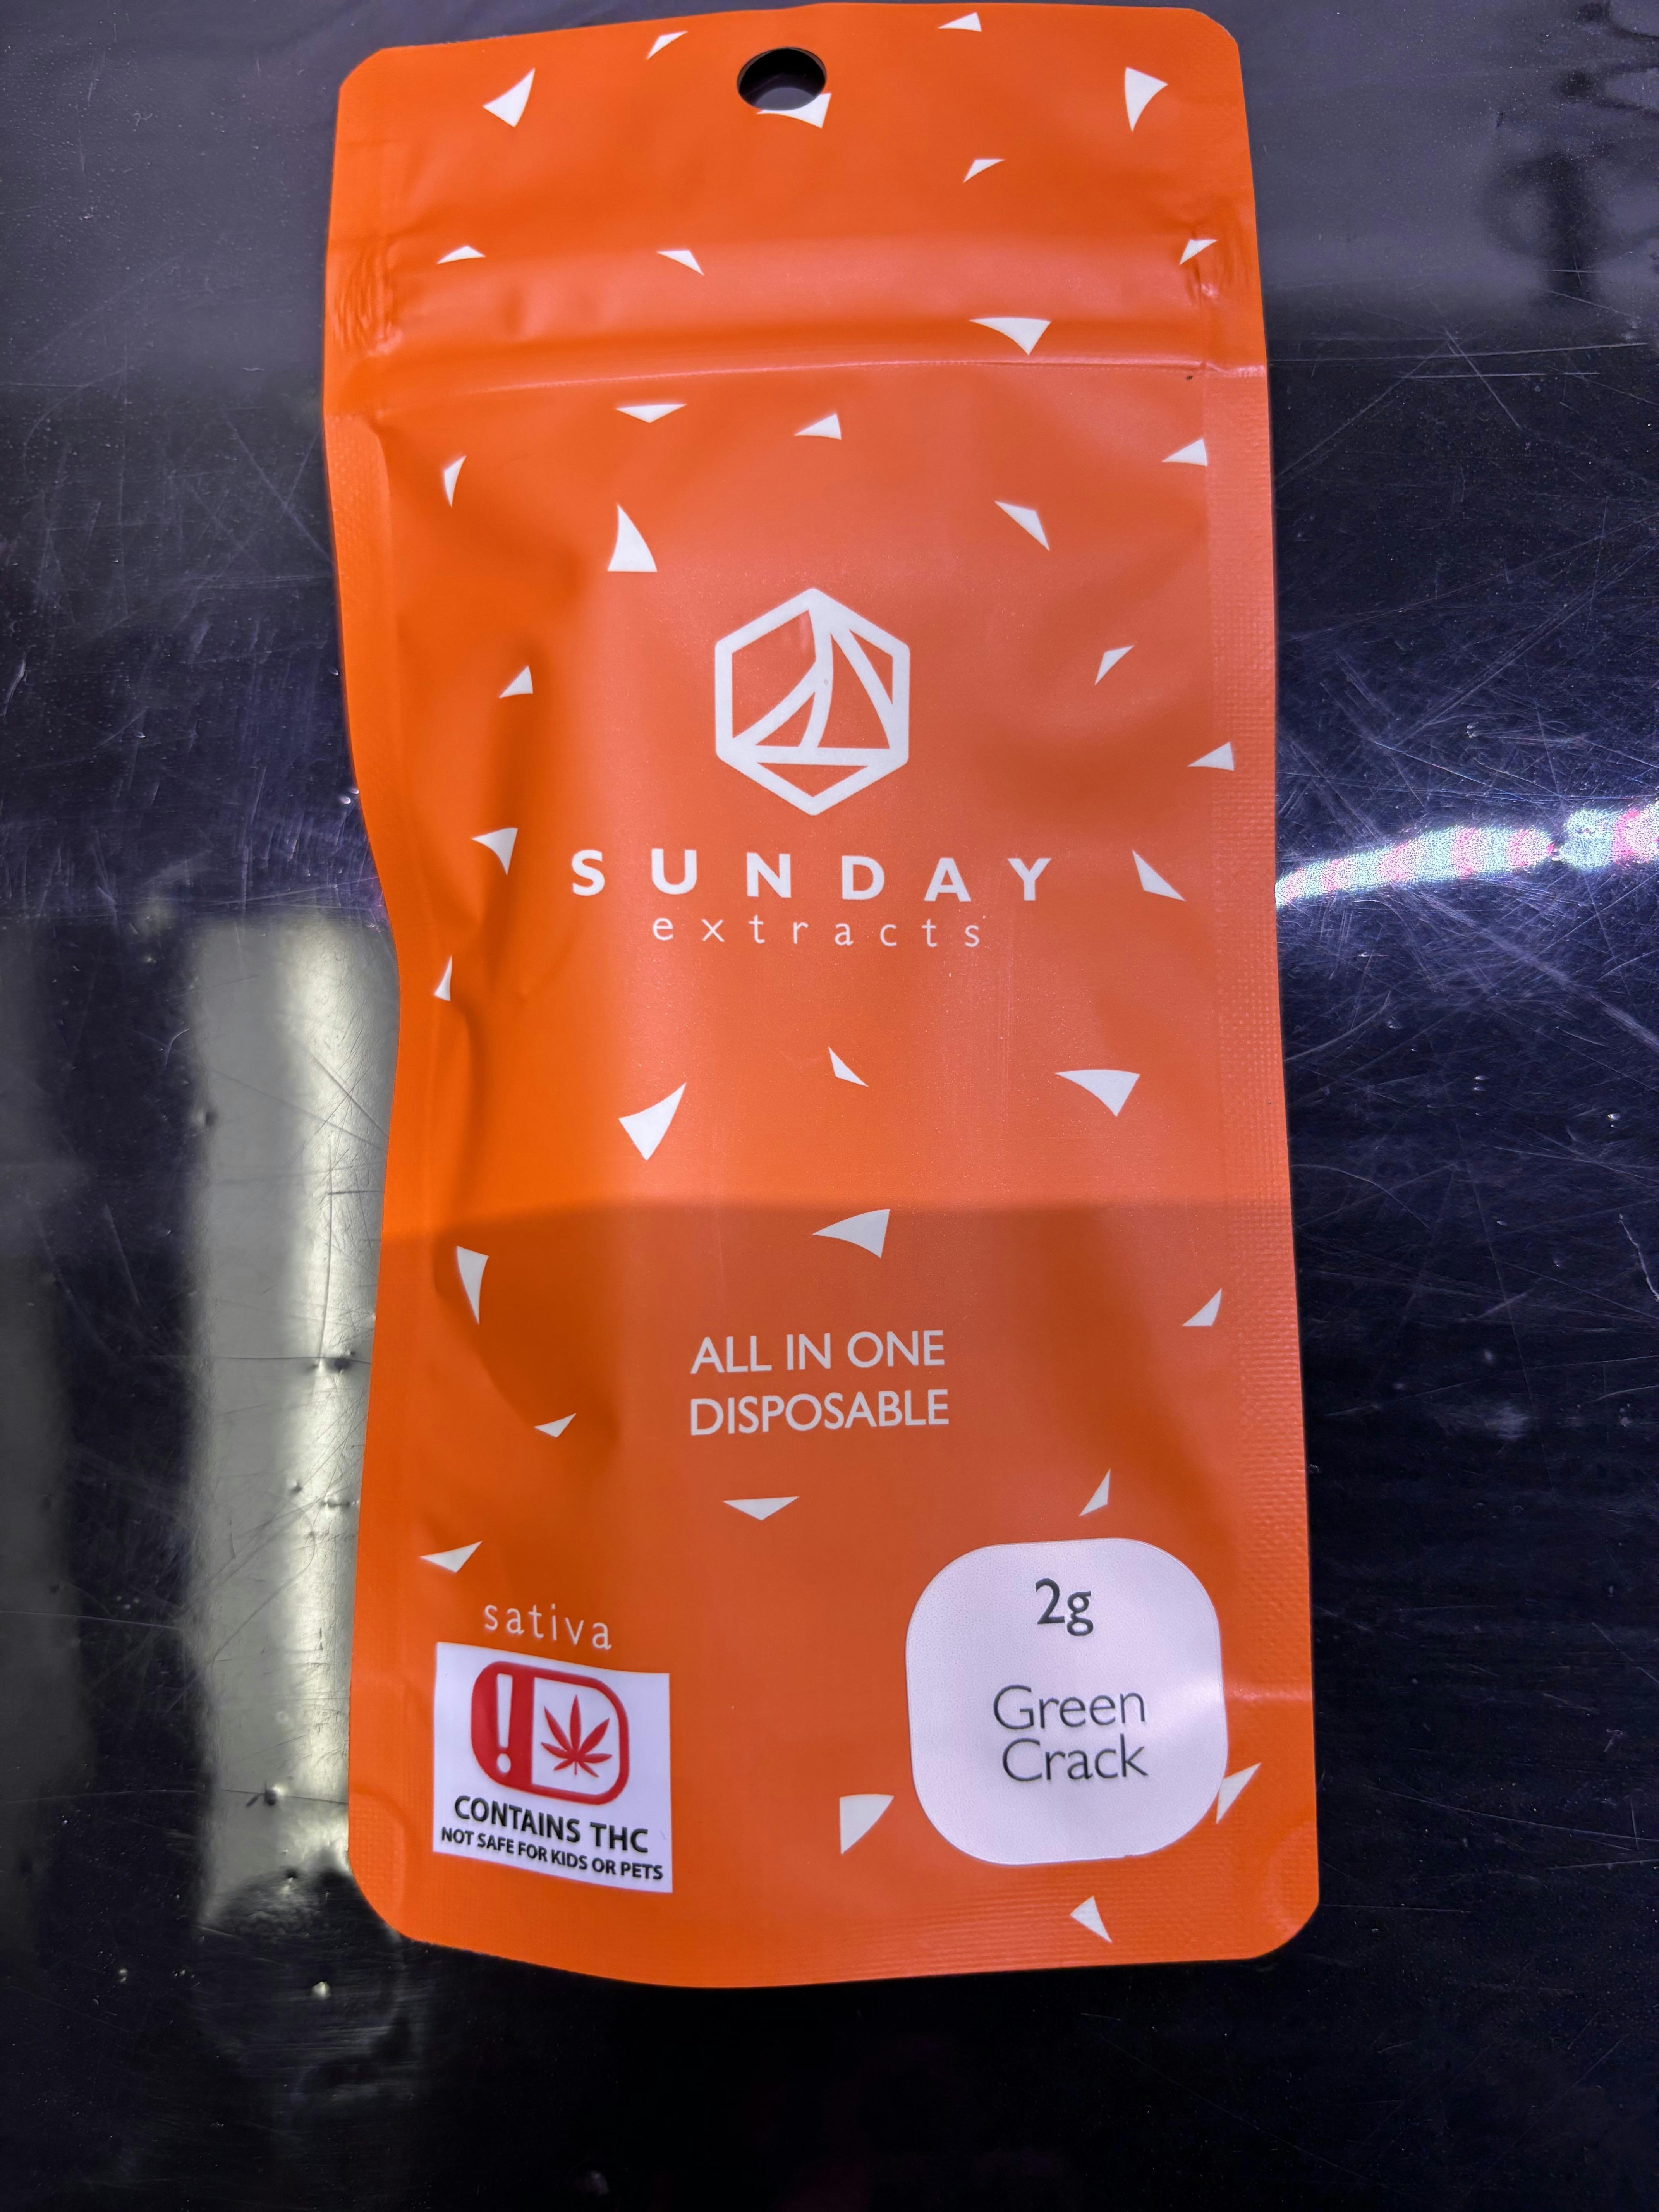 SUNDAY
extracts
ALL IN ONE
DISPOSABLE
sativa
CONTAINS THC
NOT SAFE FOR KIDS OR PETS
2g
Green
Crack